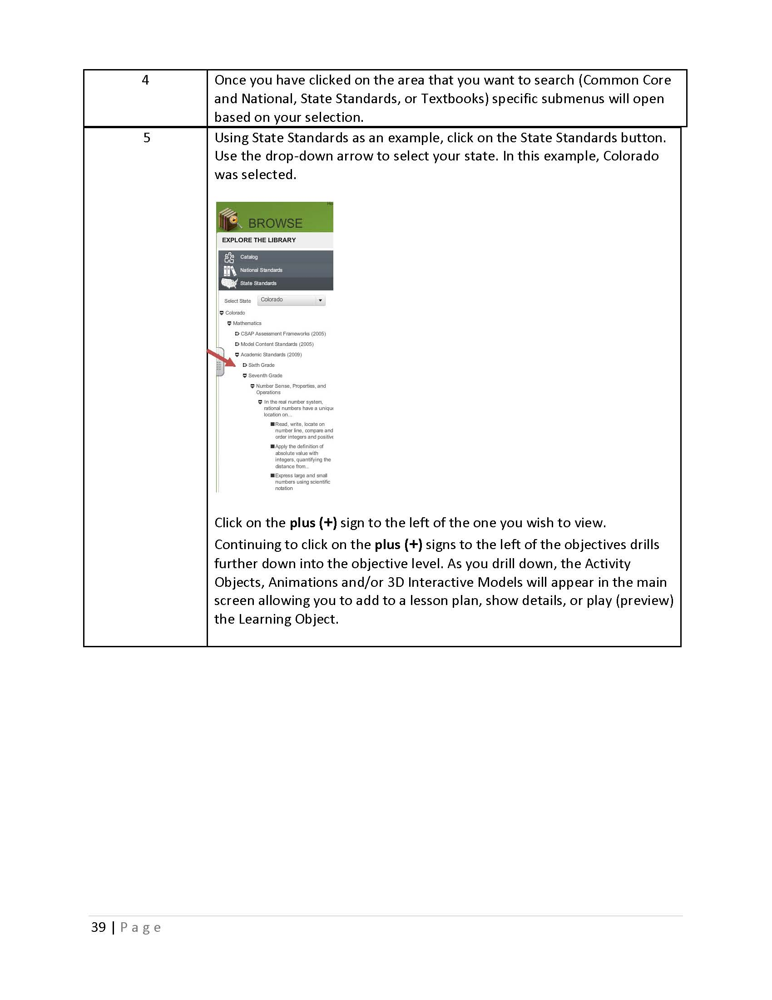 4
Once you have clicked on the area that you want to search (Common Core
and National, State Standards, or Textbooks) specific submenus will open
based on your selection.
5
Using State Standards as an example, click on the State Standards button.
Use the drop-down arrow to select your state. In this example, Colorado
was selected.
Ho
BROWSE
EXPLORE THE LIBRARY
Catalog
National Standards
State Standards
Select State Colorado
Colorado
Mathematics
CSAP Assessment Frameworks (2005)
Model Content Standards (2005)
Academic Standards (2009)
Sixth Grade
Seventh Grade
Number Sense, Properties, and
Operations
In the real number system,
rational numbers have a unique
location on...
Read, write, locate on
number line, compare and
order integers and positive
Apply the definition of
absolute value with
integers, quantifying the
distance from...
Express large and small
numbers using scientific
notation
Click on the plus (+) sign to the left of the one you wish to view.
Continuing to click on the plus (+) signs to the left of the objectives drills
further down into the objective level. As you drill down, the Activity
Objects, Animations and/or 3D Interactive Models will appear in the main
screen allowing you to add to a lesson plan, show details, or play (preview)
the Learning Object.
39 | Page